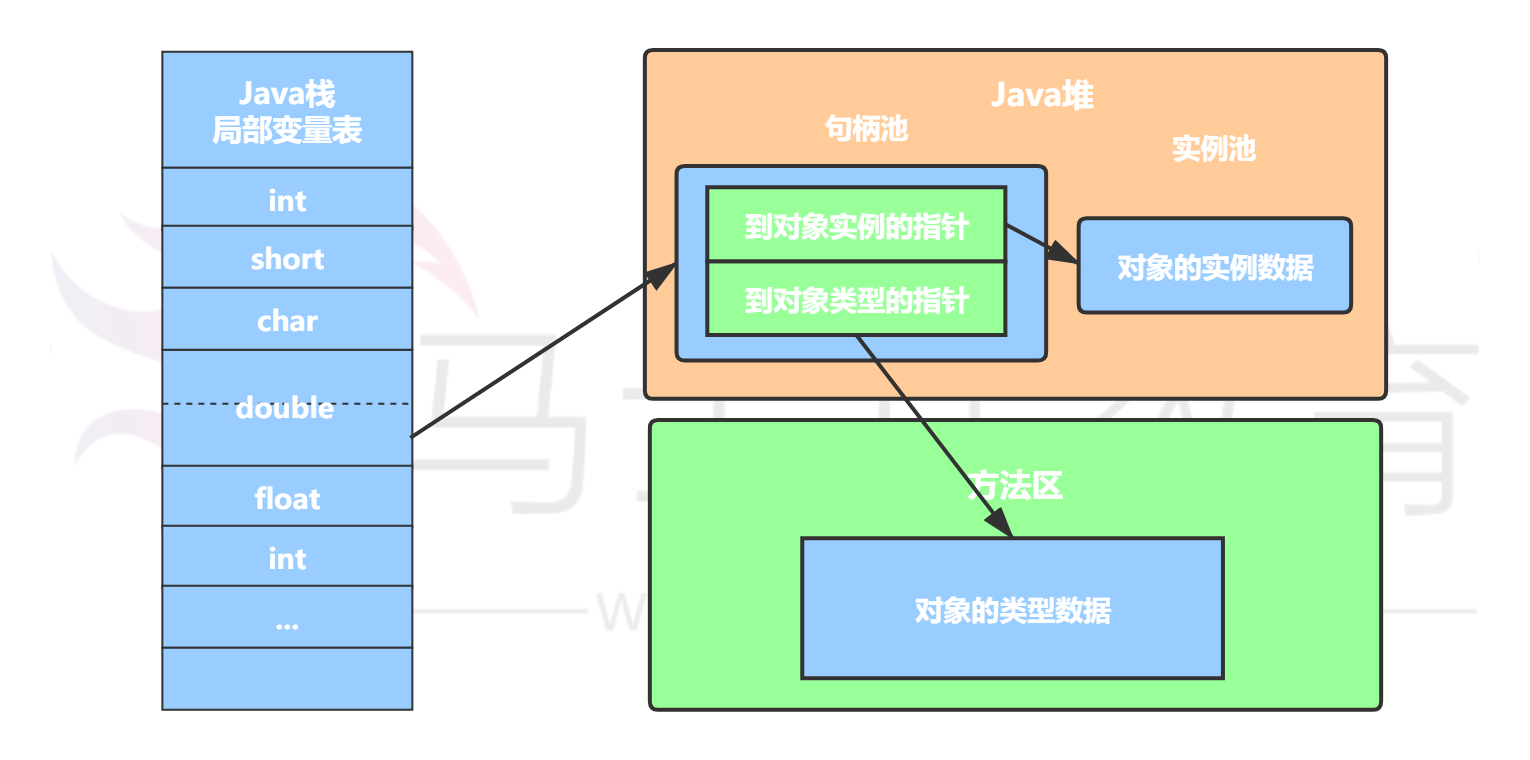 Java栈
局部变量表
int
short
char
double
float
int
...
Java堆
句柄池
实例池
到对象实例的指针
到对象类型的指针
对象的实例数据
方法区
对象的类型数据